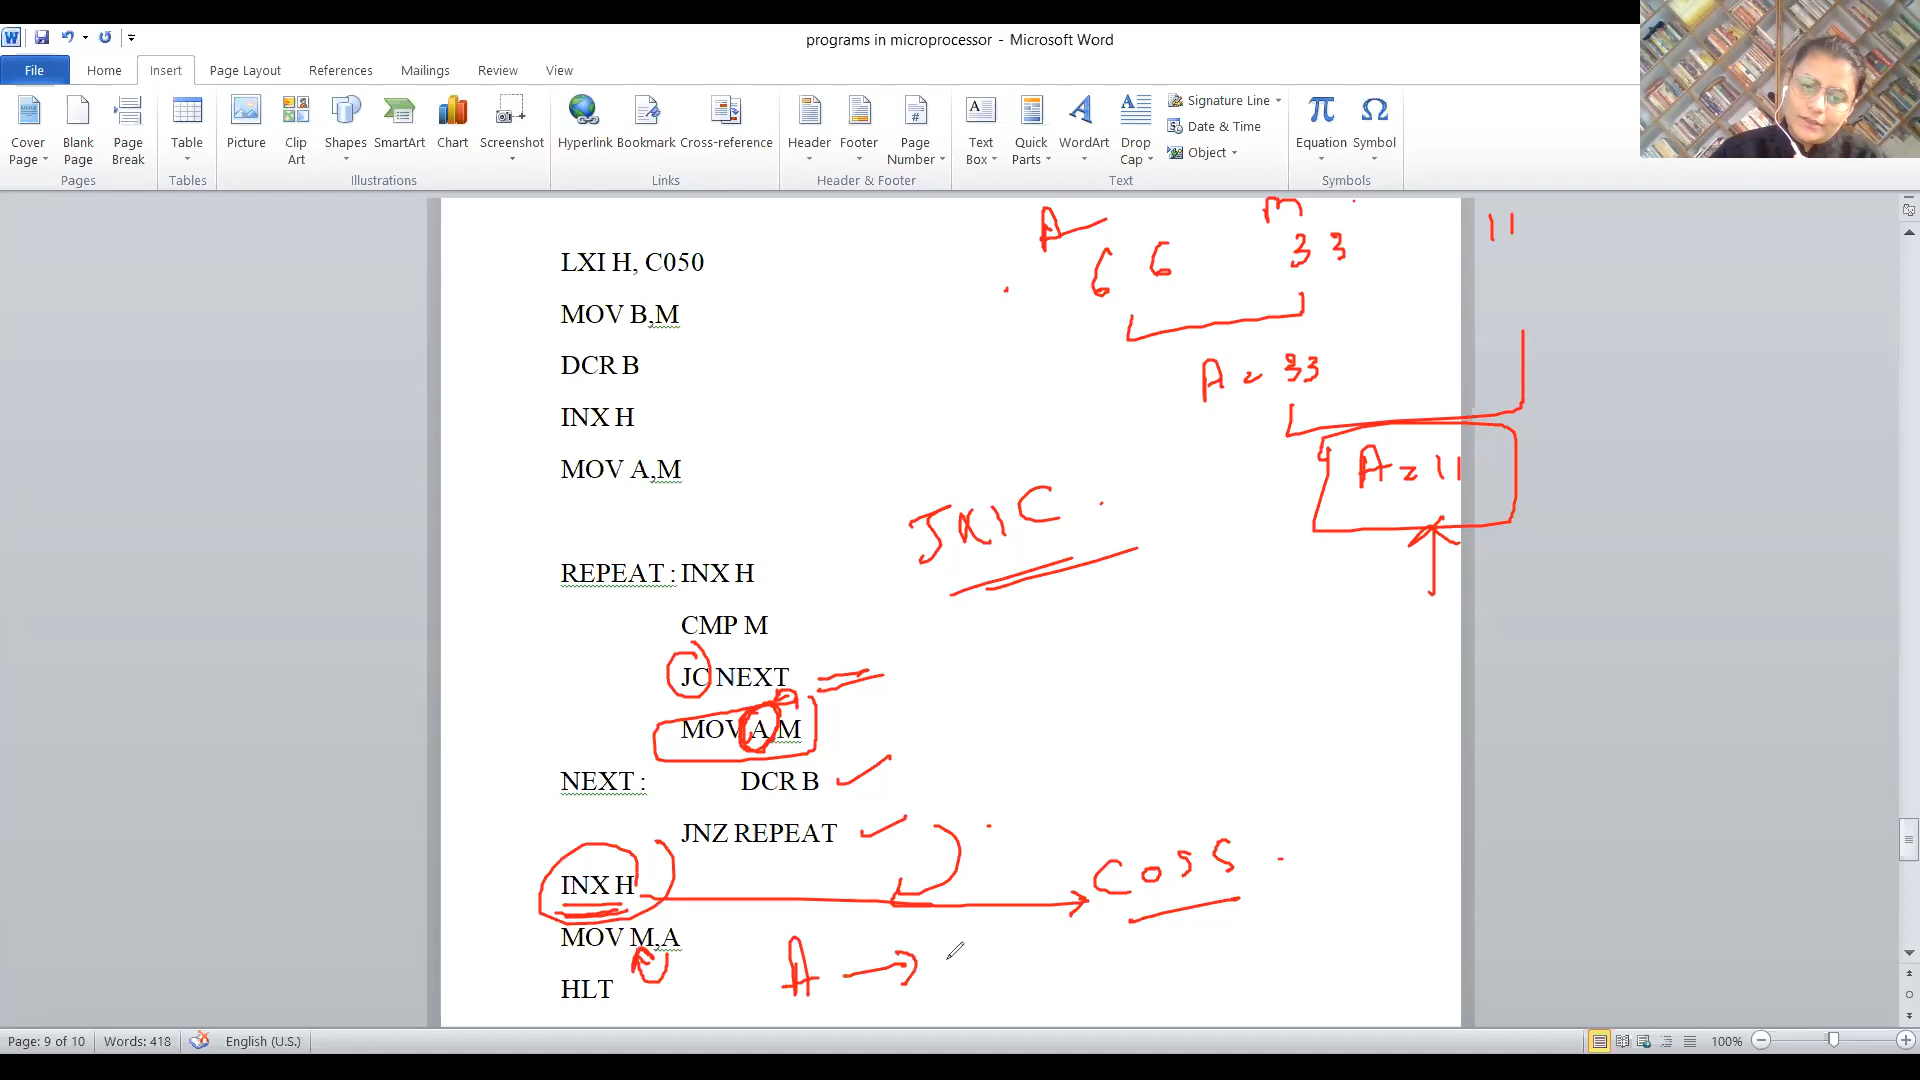 programs in microprocessor - Microsoft Word
File Home Insert Page Layout References Mailings Review View
Cover Page Blank Page Page Break Table Picture Clip Art Shapes SmartArt Chart Screenshot Hyperlink Bookmark Cross-reference Header Footer Page Number Text Box Quick Parts WordArt Drop Cap Signature Line Date & Time Object Equation Symbol
Pages Tables Illustrations Links Header & Footer Text Symbols
A m 11
6 6 3 3
LXI H, C050
MOV B,M
DCR B
A = 33
INX H
MOV A,M
A = 11
JNC
REPEAT : INX H
CMP M
JC NEXT
MOV A,M
NEXT : DCR B
JNZ REPEAT
INX H
C055
MOV M,A
A
HLT
Page: 9 of 10 Words: 418 English (U.S.) 100%